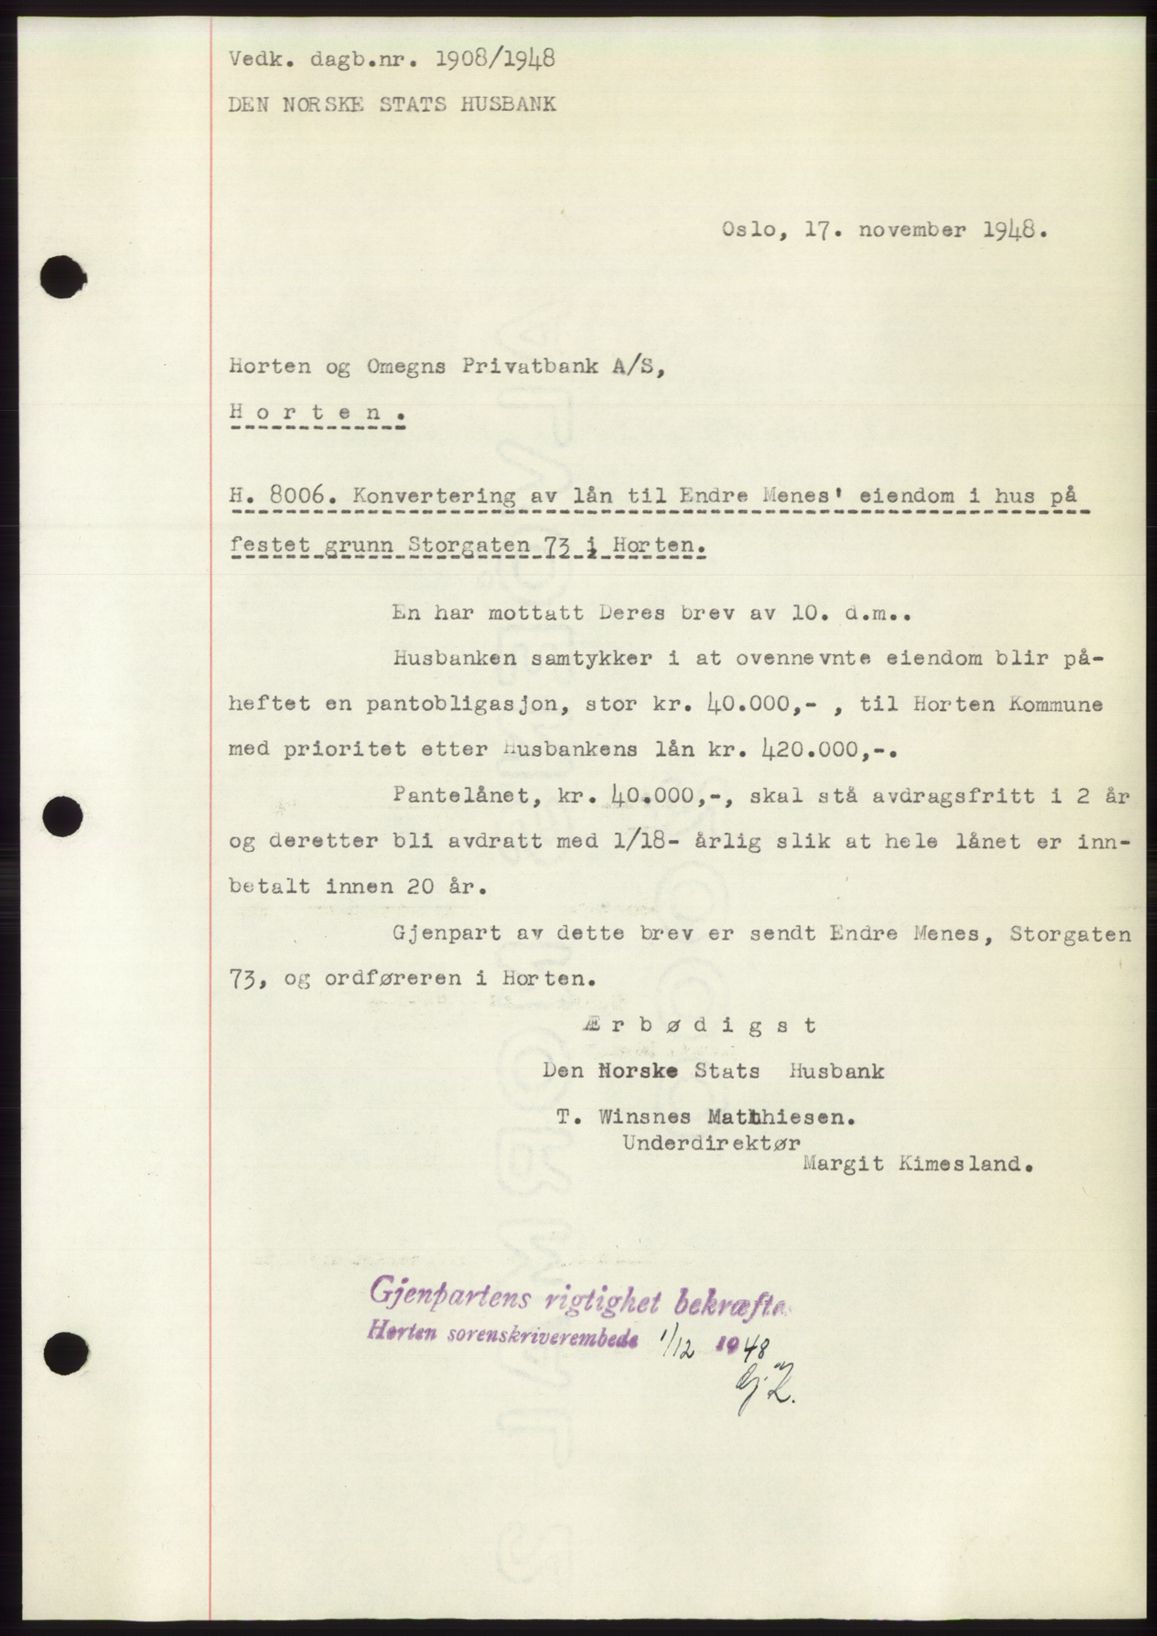 Vedk. dagb.nr. 1908/1948
DEN NORSKE STATS HUSBANK
Oslo, 17. november 1948.
Horten og Omegns Privatbank A/S,
H o r t e n .
H. 8006. Konvertering av lån til Endre Menes' eiendom i hus på
festet grunn Storgaten 73 i Horten.
En har mottatt Deres brev av 10. d.m..
Husbanken samtykker i at ovennevnte eiendom blir på-
heftet en pantobligasjon, stor kr. 40.000,- , til Horten Kommune
med prioritet etter Husbankens lån kr. 420.000,-.
Pantelånet, kr. 40.000,-, skal stå avdragsfritt i 2 år
og deretter bli avdratt med 1/18- årlig slik at hele lånet er inn-
betalt innen 20 år.
Gjenpart av dette brev er sendt Endre Menes, Storgaten
73, og ordføreren i Horten.
Æ r b ø d i g s t
Den Norske Stats Husbank
T. Winsnes Matthiesen.
Underdirektør
Margit Kimesland.
Gjenpartens rigtighet bekræftes
Horten sorenskriverembede 1/12 1948